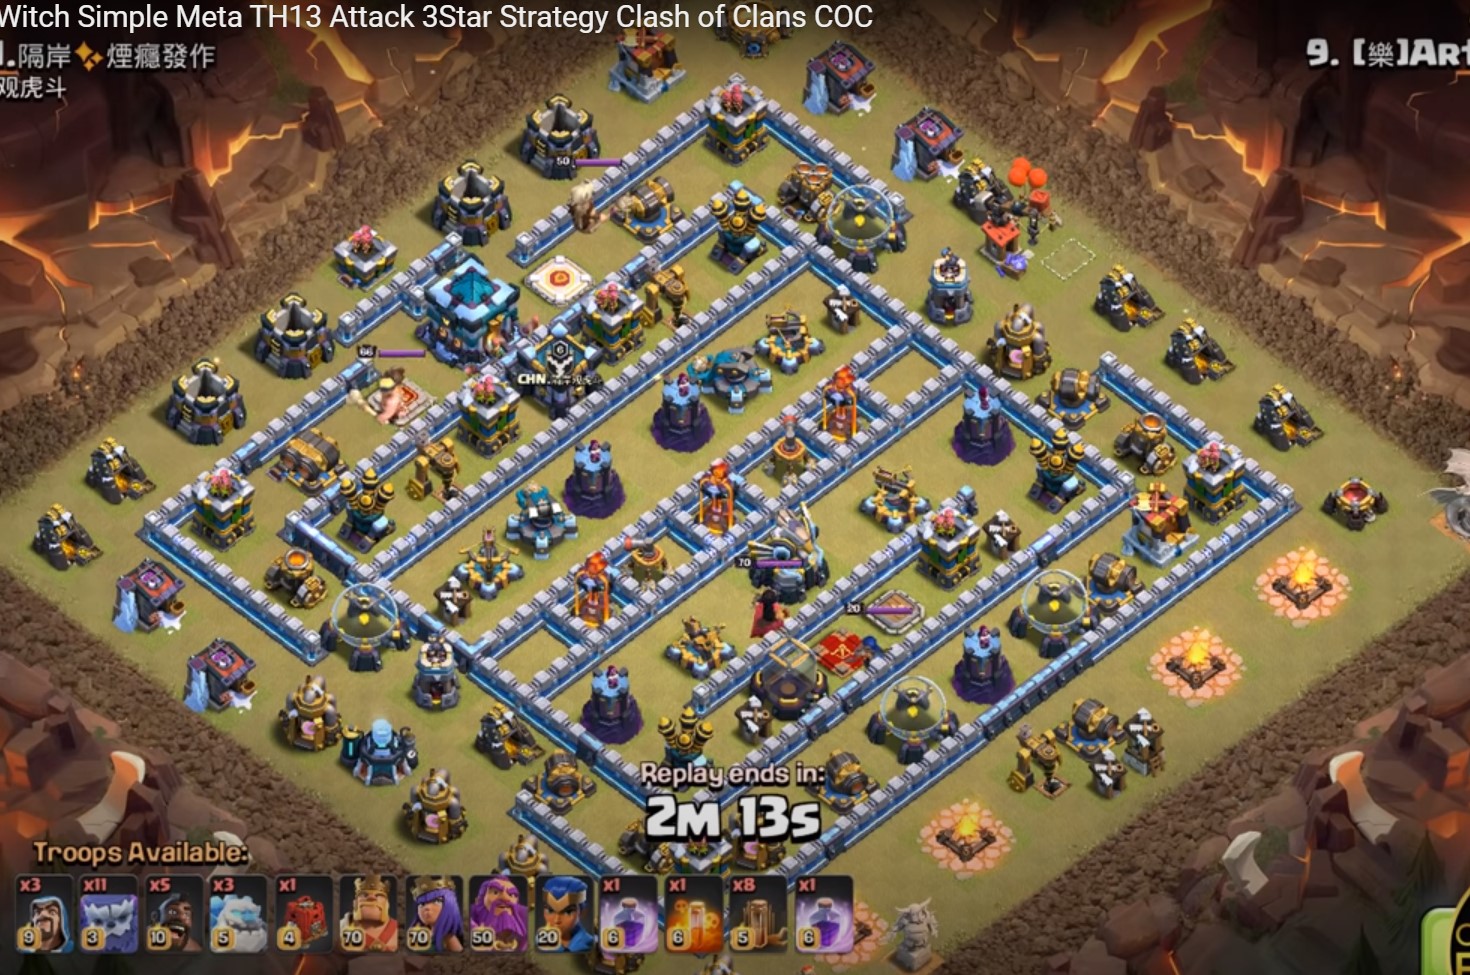 Witch Simple Meta TH13 Attack 3Star Strategy Clash of Clans COC
1.隔岸✨煙癮發作
观虎斗
9. [樂]Art
50
66
6
CHN.
70
20
Replay ends in:
2M 13s
Troops Available:
x3 x11 x5 x3 x1 x1 x1 x8 x1
9 3 10 5 4 70 70 50 20 6 6 5 6